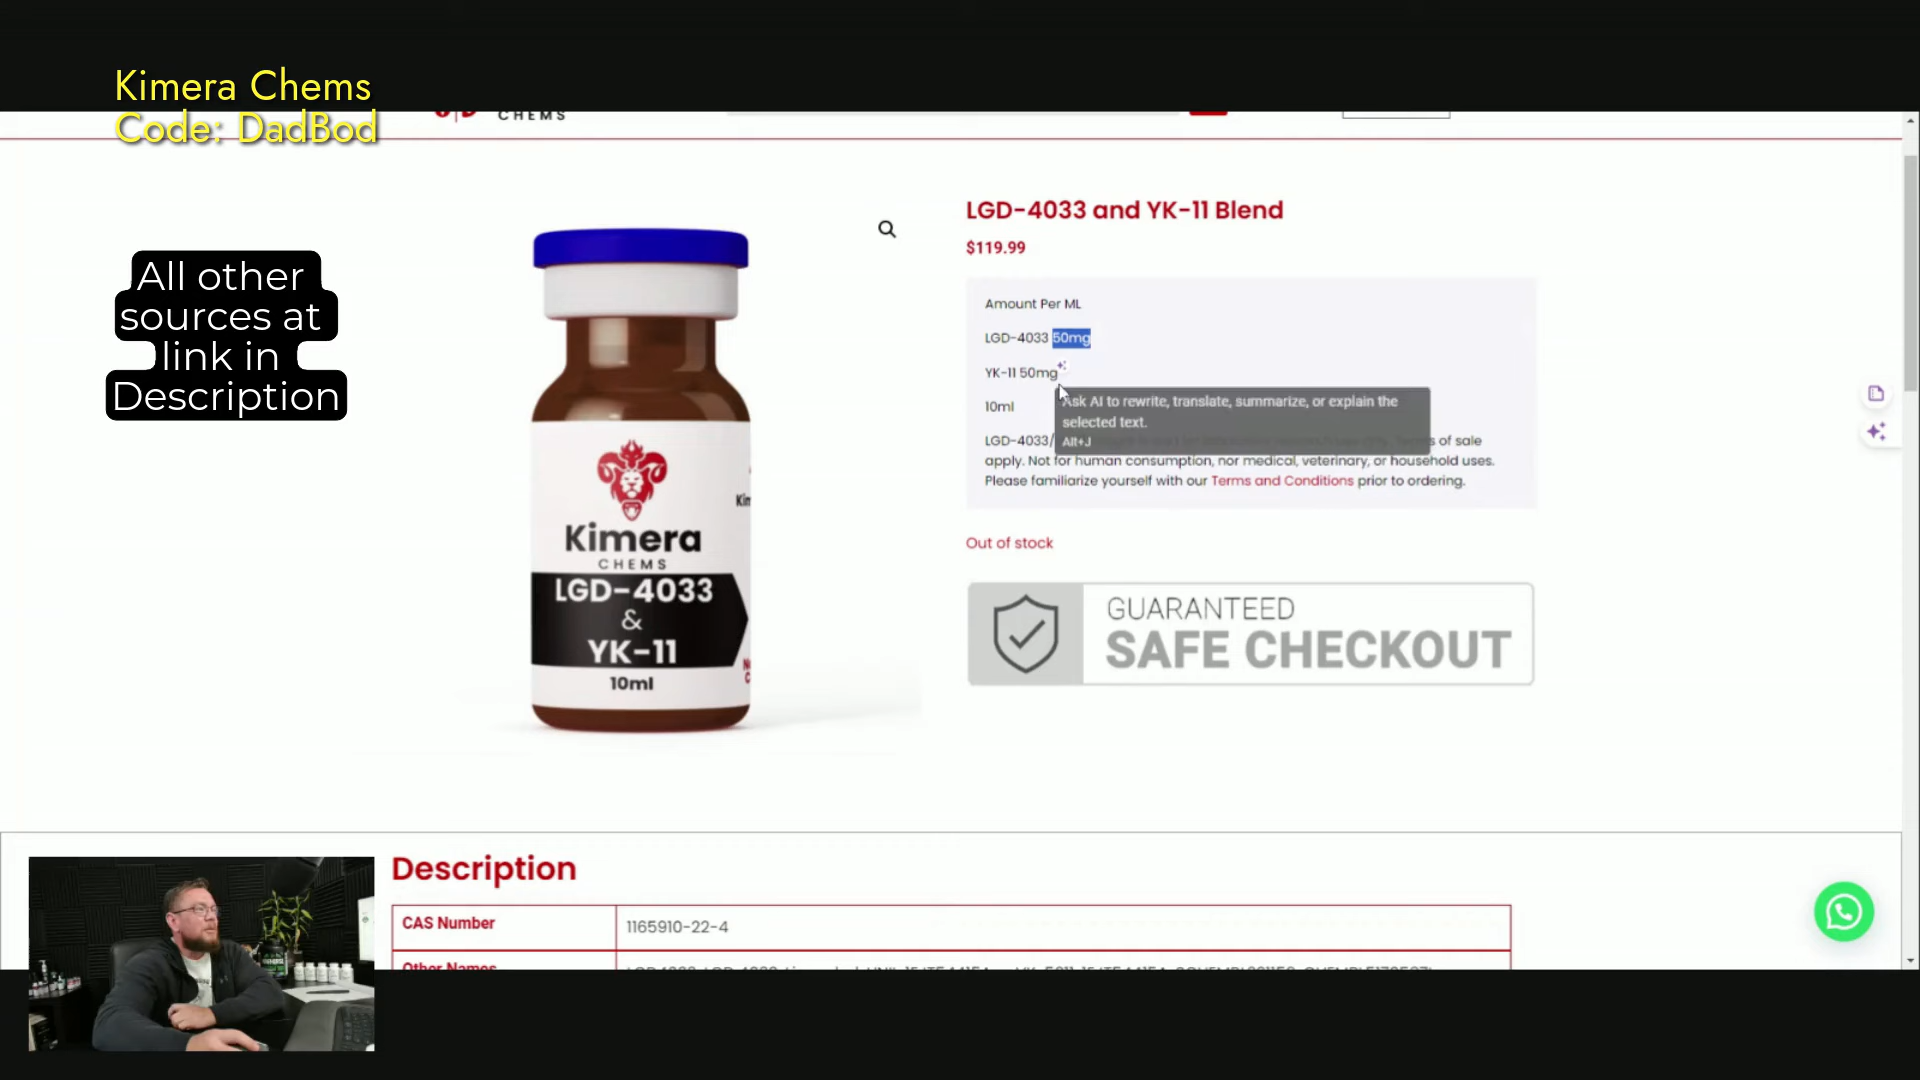 Kimera Chems
Code: DadBod
CHEMS
All other
sources at
link in
Description
LGD-4033 and YK-11 Blend
$119.99
Amount Per ML
LGD-4033 50mg
YK-11 50mg
10ml
Ask AI to rewrite, translate, summarize, or explain the
selected text.
Alt+J
LGD-4033/ of sale
apply. Not for human consumption, nor medical, veterinary, or household uses.
Please familiarize yourself with our Terms and Conditions prior to ordering.
Out of stock
GUARANTEED
SAFE CHECKOUT
Kimera
CHEMS
LGD-4033
&
YK-11
10ml
Description
CAS Number
1165910-22-4
Other Names